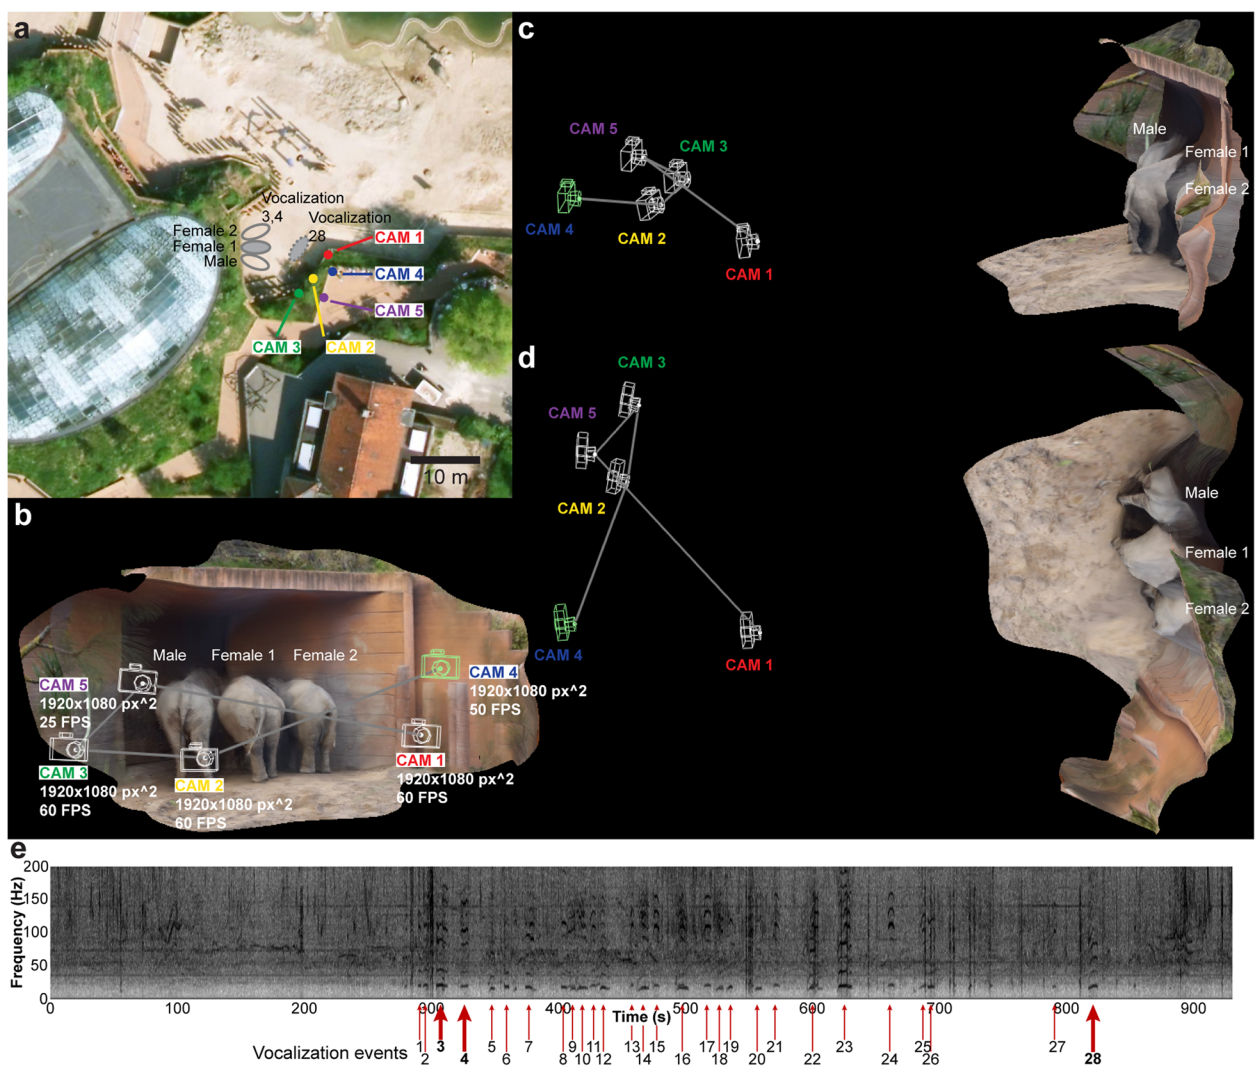 a
Vocalization
3,4
Vocalization
28
Female 2
Female 1
Male
CAM 1
CAM 4
CAM 5
CAM 3
CAM 2
10 m
b
Male
Female 1
Female 2
CAM 5
1920x1080 px^2
25 FPS
CAM 4
1920x1080 px^2
50 FPS
CAM 3
1920x1080 px^2
60 FPS
CAM 2
1920x1080 px^2
60 FPS
CAM 1
1920x1080 px^2
60 FPS
c
CAM 5
CAM 3
CAM 4
CAM 2
CAM 1
Male
Female 1
Female 2
d
CAM 3
CAM 5
CAM 2
CAM 4
CAM 1
Male
Female 1
Female 2
e
Frequency (Hz)
200
150
100
50
0
0 100 200 300 400 500 600 700 800 900
Time (s)
Vocalization events
1 2 3 4 5 6 7 8 9 10 11 12 13 14 15 16 17 18 19 20 21 22 23 24 25 26 27 28